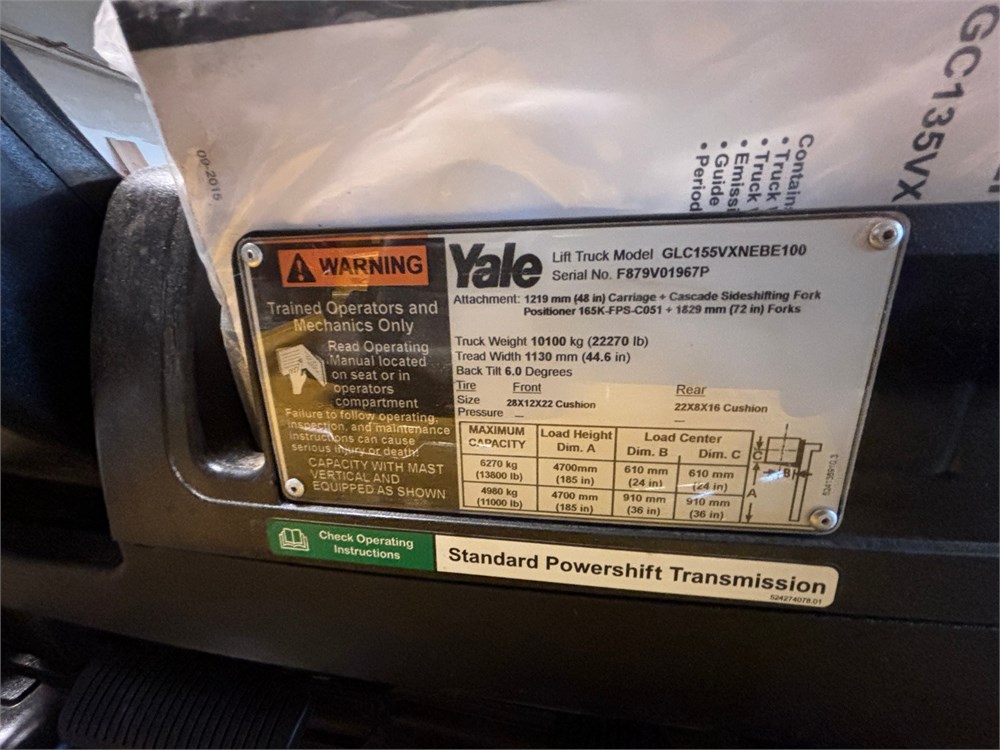 GC135VX
Contains
• Truck
• Truck
• Emiss
• Guide
• Period
09-2015
WARNING
Trained Operators and
Mechanics Only
Read Operating
Manual located
on seat or in
operators
compartment
Failure to follow operating,
inspection, and maintenance
instructions can cause
serious injury or death!
CAPACITY WITH MAST
VERTICAL AND
EQUIPPED AS SHOWN
Yale
Lift Truck Model GLC155VXNEBE100
Serial No. F879V01967P
Attachment: 1219 mm (48 in) Carriage + Cascade Sideshifting Fork
Positioner 165K-FPS-C051 + 1829 mm (72 in) Forks
Truck Weight 10100 kg (22270 lb)
Tread Width 1130 mm (44.6 in)
Back Tilt 6.0 Degrees
Tire Front Rear
Size 28X12X22 Cushion 22X8X16 Cushion
Pressure — —
MAXIMUM CAPACITY Load Height Dim. A Load Center Dim. B Dim. C
6270 kg (13800 lb) 4700mm (185 in) 610 mm (24 in) 610 mm (24 in)
4980 kg (11000 lb) 4700 mm (185 in) 910 mm (36 in) 910 mm (36 in)
C
B
A
Check Operating
Instructions
Standard Powershift Transmission
524274078.01